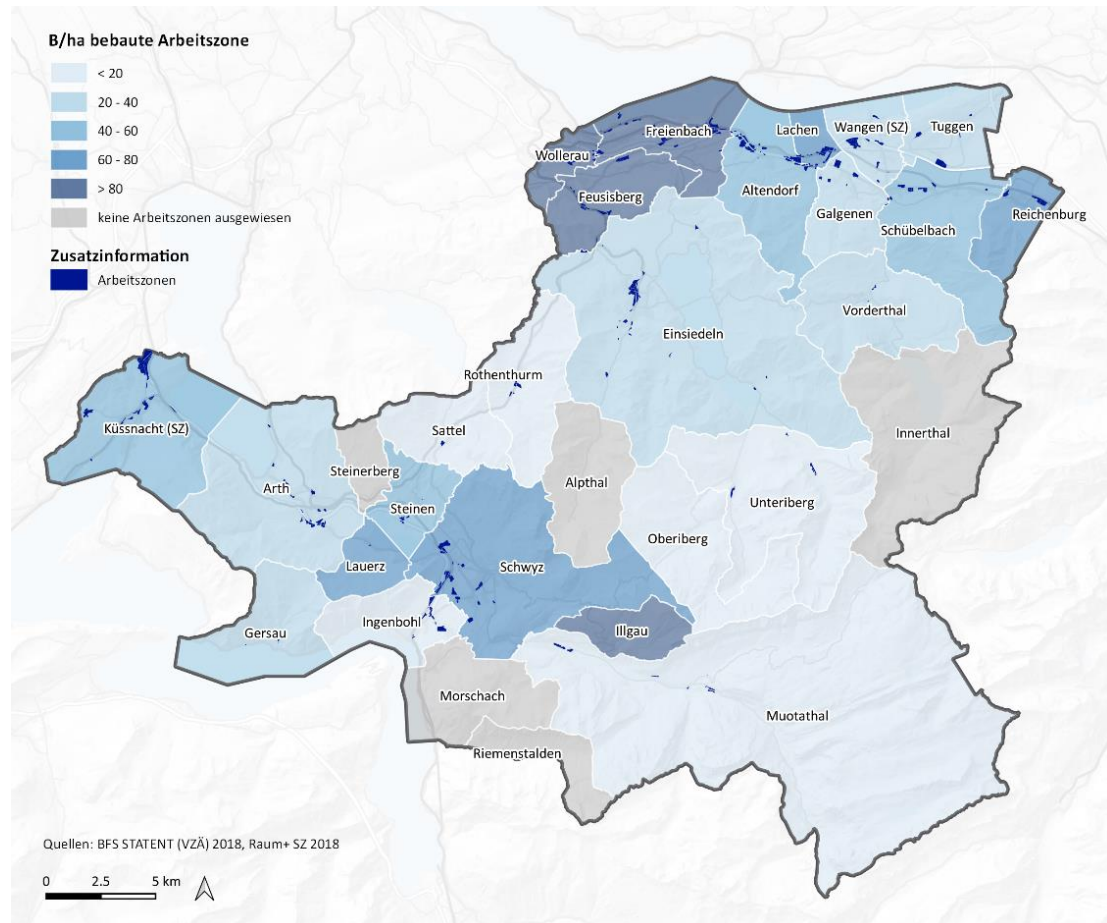 B/ha bebaute Arbeitszone
< 20
20 - 40
40 - 60
60 - 80
> 80
keine Arbeitszonen ausgewiesen
Zusatzinformation
Arbeitszonen
Freienbach
Lachen
Wangen (SZ)
Tuggen
Wollerau
Feusisberg
Altendorf
Galgenen
Reichenburg
Schübelbach
Vorderthal
Einsiedeln
Rothenthurm
Küssnacht (SZ)
Sattel
Innerthal
Steinerberg
Arth
Alpthal
Steinen
Unteriberg
Oberiberg
Lauerz
Schwyz
Ingenbohl
Gersau
Illgau
Morschach
Muotathal
Riemenstalden
Quellen: BFS STATENT (VZÄ) 2018, Raum+ SZ 2018
0 2.5 5 km